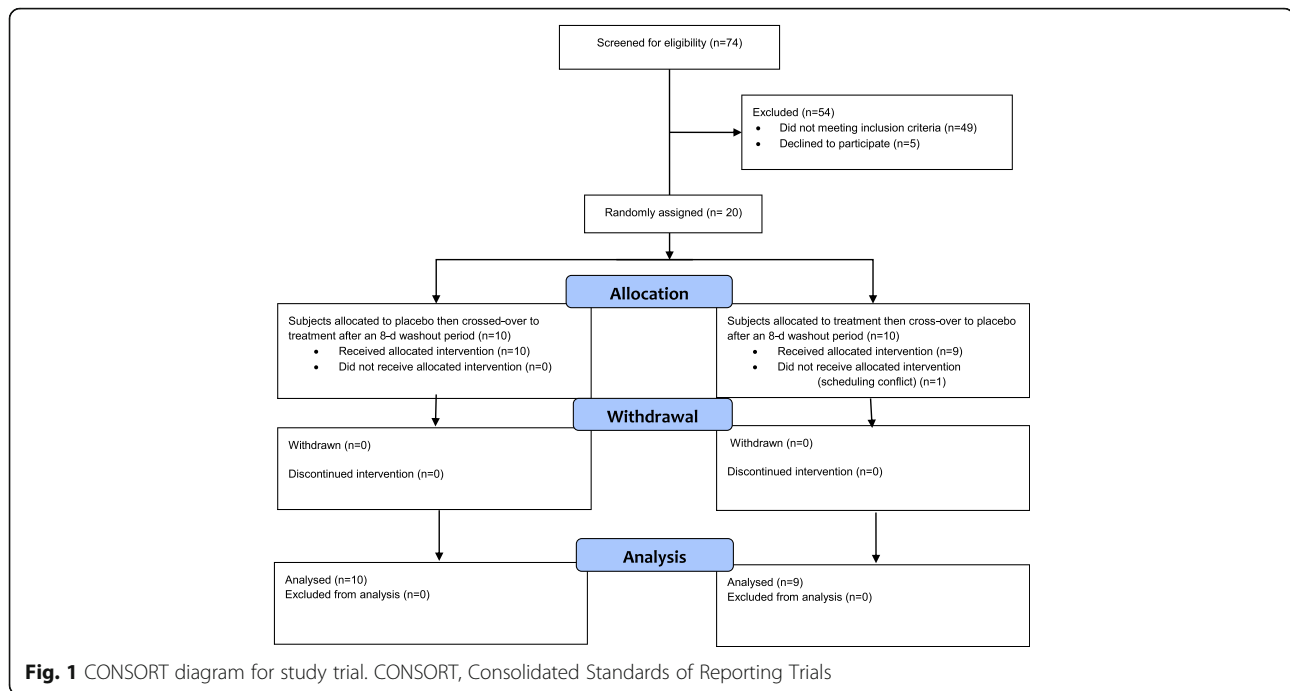 Screened for eligibility (n=74)
Excluded (n=54)
• Did not meeting inclusion criteria (n=49)
• Declined to participate (n=5)
Randomly assigned (n= 20)
Allocation
Subjects allocated to placebo then crossed-over to
treatment after an 8-d washout period (n=10)
• Received allocated intervention (n=10)
• Did not receive allocated intervention (n=0)
Subjects allocated to treatment then cross-over to placebo
after an 8-d washout period (n=10)
• Received allocated intervention (n=9)
• Did not receive allocated intervention
(scheduling conflict) (n=1)
Withdrawal
Withdrawn (n=0)
Discontinued intervention (n=0)
Withdrawn (n=0)
Discontinued intervention (n=0)
Analysis
Analysed (n=10)
Excluded from analysis (n=0)
Analysed (n=9)
Excluded from analysis (n=0)
Fig. 1 CONSORT diagram for study trial. CONSORT, Consolidated Standards of Reporting Trials